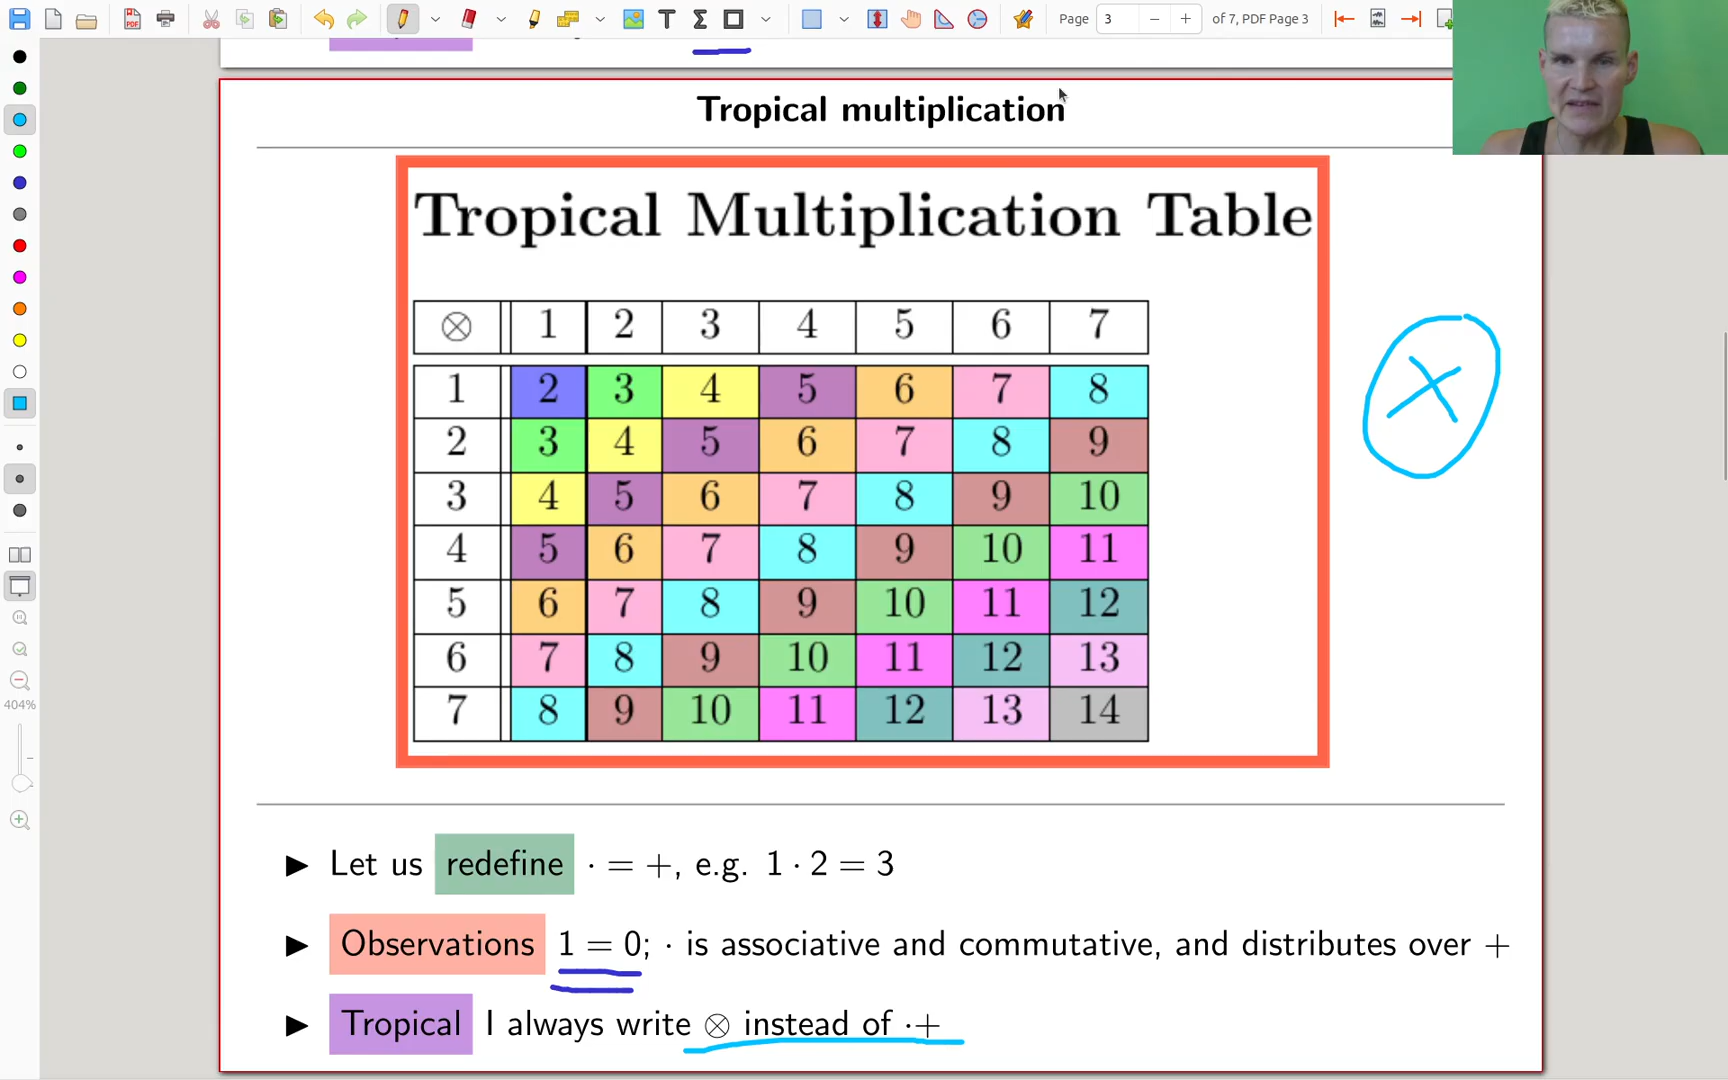 Page 3 of 7, PDF Page 3
Tropical multiplication
Tropical Multiplication Table
⊗ 1 2 3 4 5 6 7
1 2 3 4 5 6 7 8
2 3 4 5 6 7 8 9
3 4 5 6 7 8 9 10
4 5 6 7 8 9 10 11
5 6 7 8 9 10 11 12
6 7 8 9 10 11 12 13
7 8 9 10 11 12 13 14
404%
▶ Let us redefine · = +, e.g. 1 · 2 = 3
▶ Observations 1 = 0; · is associative and commutative, and distributes over +
▶ Tropical I always write ⊗ instead of ·+